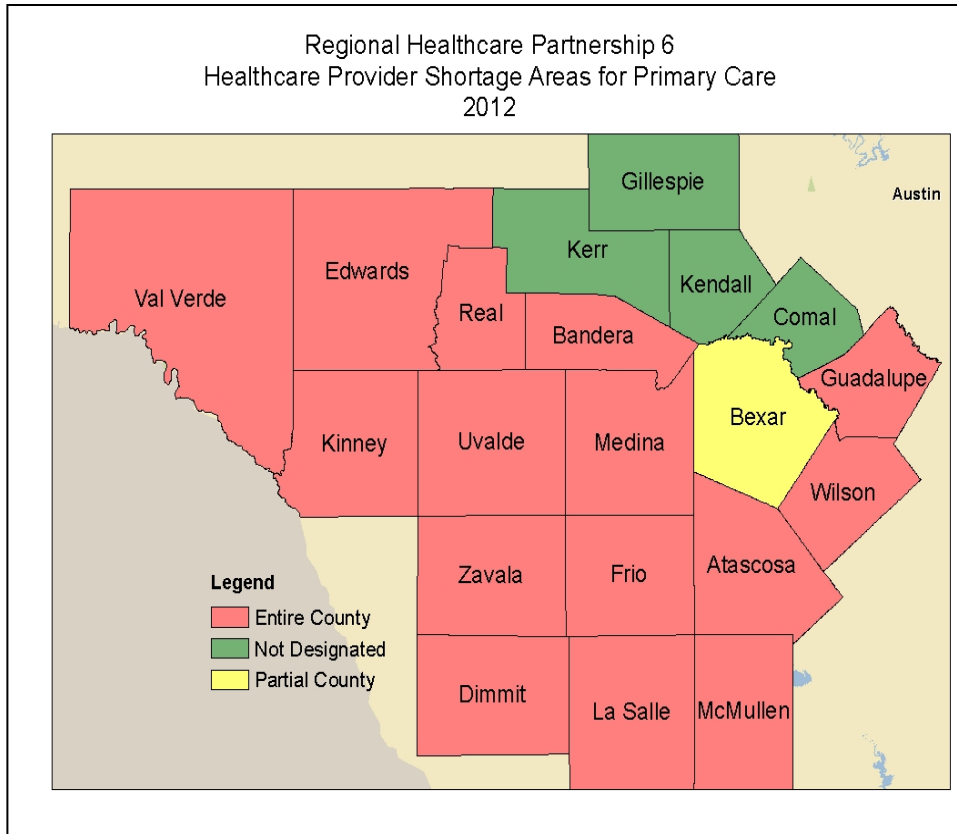 Regional Healthcare Partnership 6
Healthcare Provider Shortage Areas for Primary Care
2012
Gillespie
Austin
Kerr
Edwards
Kendall
Val Verde
Real
Comal
Bandera
Guadalupe
Bexar
Kinney
Uvalde
Medina
Wilson
Zavala
Frio
Atascosa
Legend
Entire County
Not Designated
Partial County
Dimmit
La Salle
McMullen